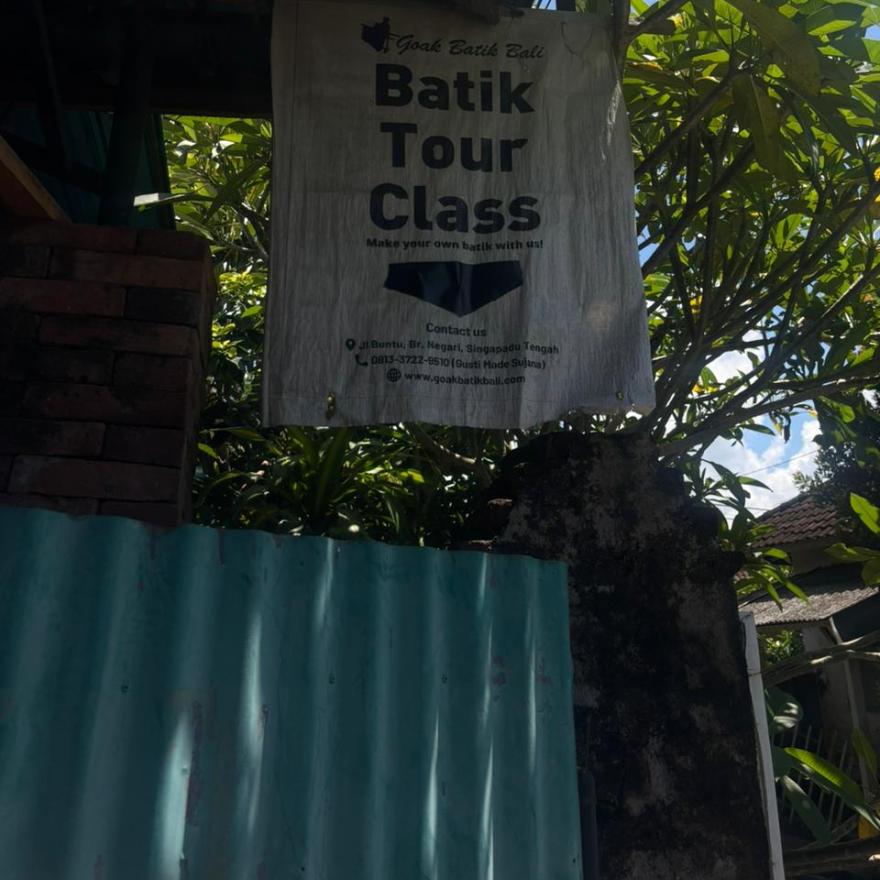 Goak Batik Bali
Batik
Tour
Class
Make your own batik with us!
Contact us
Jl.Buntu, Br. Negari, Singapadu Tengah
0813-3722-9510 (Gusti Made Sujana)
www.goakbatikbali.com